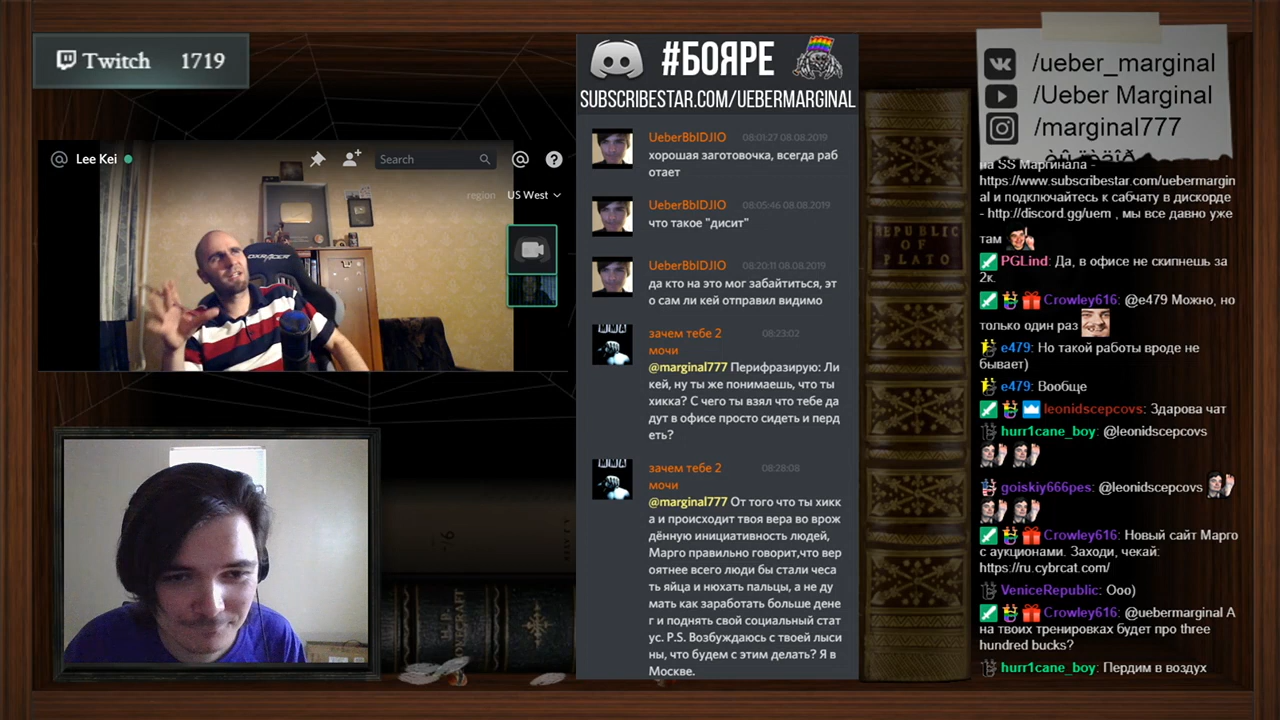 Twitch 1719
@ Lee Kei
Search
@ ?
region US West
#БОЯРЕ
SUBSCRIBESTAR.COM/UEBERMARGINAL
UeberBbIDJIO 08:01:27 08.08.2019
хорошая заготовочка, всегда раб
отает
UeberBbIDJIO 08:05:46 08.08.2019
что такое "дисит"
UeberBbIDJIO 08:20:11 08.08.2019
да кто на это мог забайтиться, эт
о сам ли кей отправил видимо
зачем тебе 2 08:23:02
мочи
@marginal777 Перифразирую: Ли
кей, ну ты же понимаешь, что ты
хикка? С чего ты взял что тебе да
дут в офисе просто сидеть и перд
еть?
зачем тебе 2 08:28:08
мочи
@marginal777 От того что ты хикк
а и происходит твоя вера во врож
дённую инициативность людей,
Марго правильно говорит,что вер
оятнее всего люди бы стали чеса
ть яйца и нюхать пальцы, а не ду
мать как заработать больше дене
г и поднять свой социальный стат
ус. P.S. Возбуждаюсь с твоей лыси
ны, что будем с этим делать? Я в
Москве.
REPUBLIC
OF
PLATO
/ueber_marginal
/Ueber Marginal
/marginal777
на SS Маргинала -
https://www.subscribestar.com/uebermargin
al и подключайтесь к сабчату в дискорде
- http://discord.gg/uem , мы все давно уже
там
PGLind: Да, в офисе не скипнешь за
2к.
Crowley616: @e479 Можно, но
только один раз
e479: Но такой работы вроде не
бывает)
e479: Вообще
leonidscepcovs: Здарова чат
hurr1cane_boy: @leonidscepcovs
goiskiy666pes: @leonidscepcovs
Crowley616: Новый сайт Марго
с аукционами. Заходи, чекай:
https://ru.cybrcat.com/
VeniceRepublic: Ооо)
Crowley616: @uebermarginal А
на твоих тренировках будет про three
hundred bucks?
hurr1cane_boy: Пердим в воздух